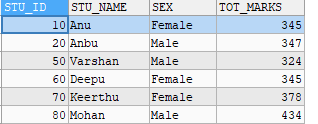 STU_ID STU_NAME SEX TOT_MARKS
10 Anu Female 345
20 Anbu Male 347
50 Varshan Male 324
60 Deepu Female 345
70 Keerthu Female 378
80 Mohan Male 434